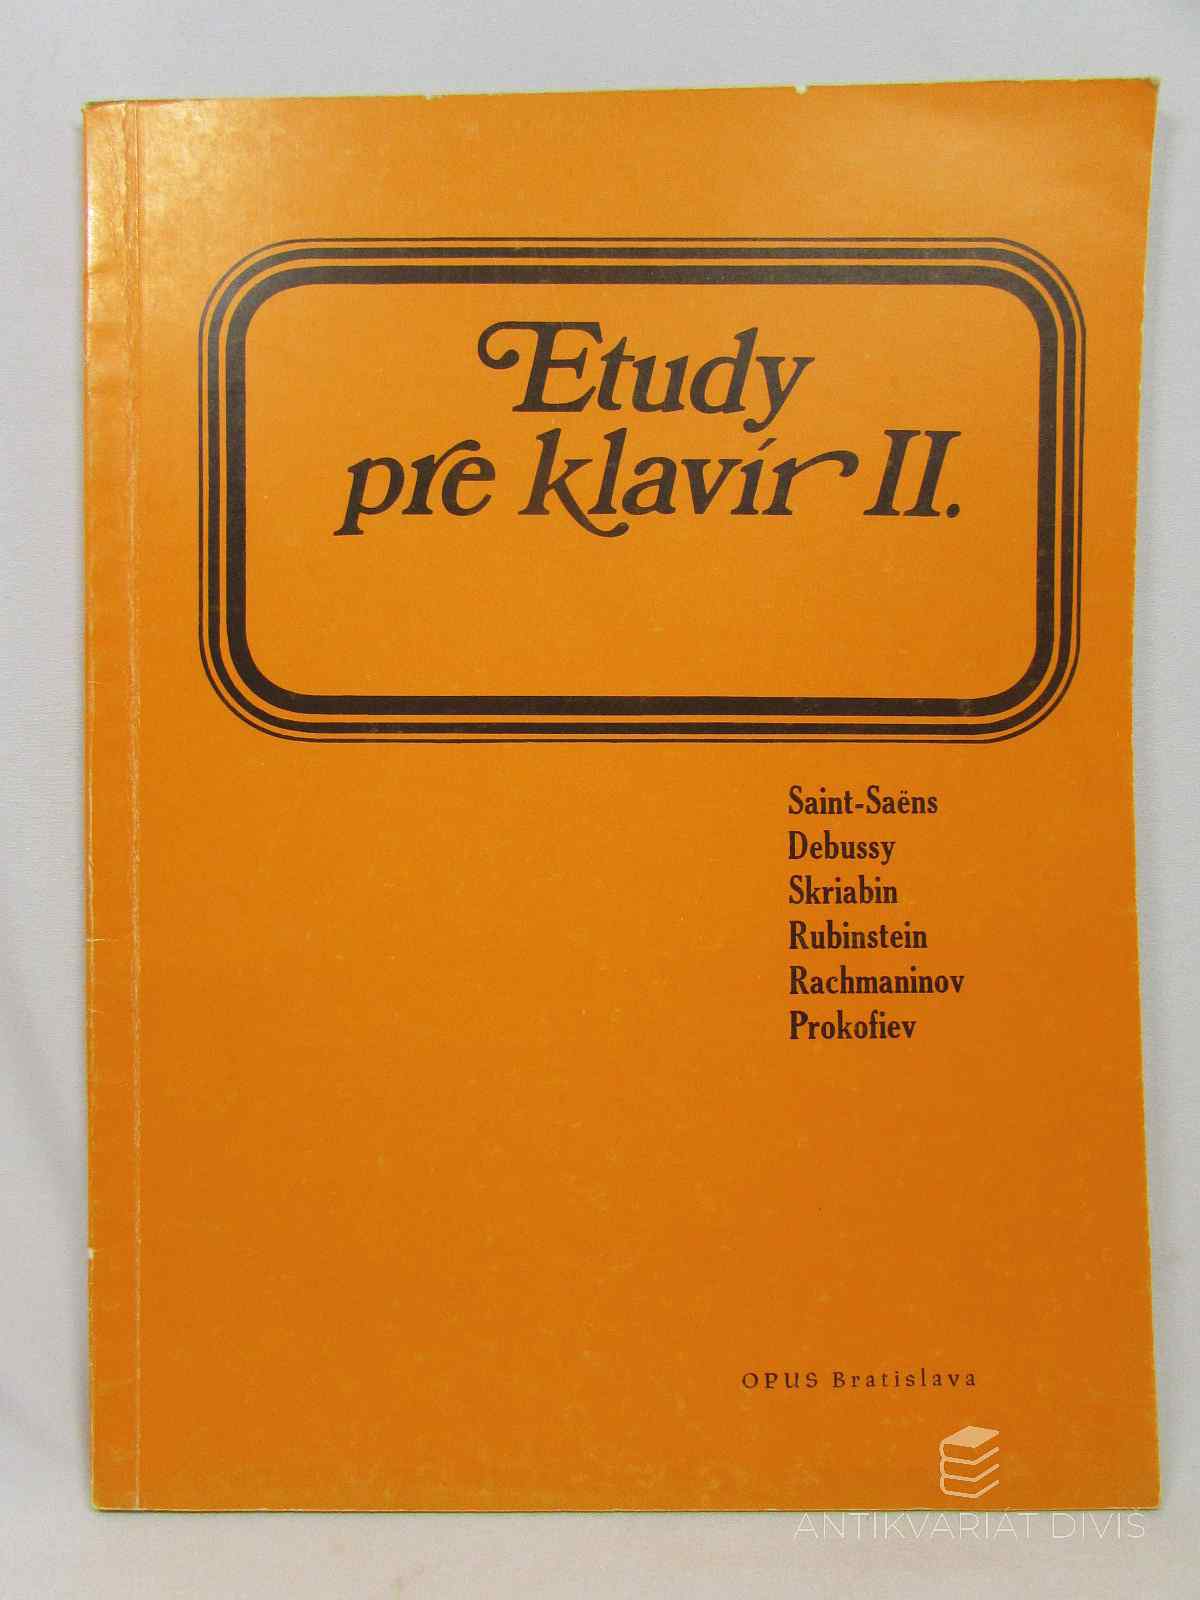 Etudy
pre klavír II.
Saint-Saëns
Debussy
Skriabin
Rubinstein
Rachmaninov
Prokofiev
OPUS Bratislava
ANTIKVARIÁT DIVIŠ